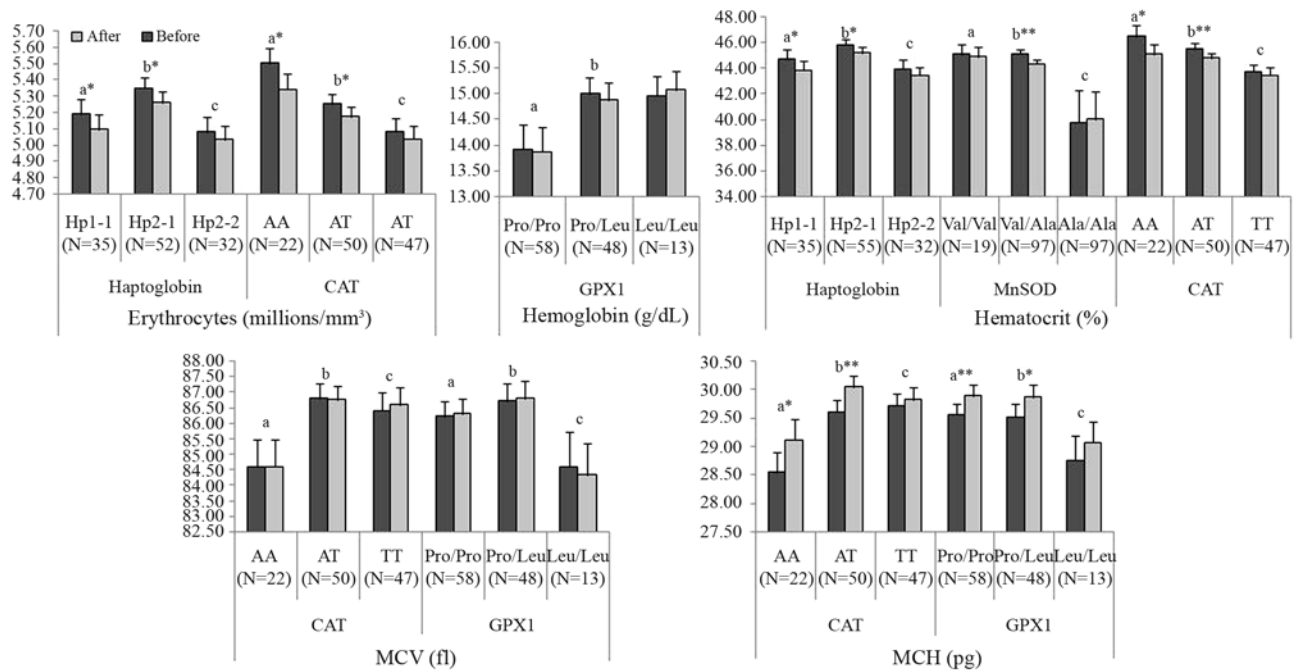 5.70
5.60
5.50
5.40
5.30
5.20
5.10
5.00
4.90
4.80
4.70
After Before
a* b* c a* b* c
Hp1-1 Hp2-1 Hp2-2 AA AT AT
(N=35) (N=52) (N=32) (N=22) (N=50) (N=47)
Haptoglobin CAT
Erythrocytes (millions/mm³)
16.00
15.50
15.00
14.50
14.00
13.50
13.00
a b
Pro/Pro Pro/Leu Leu/Leu
(N=58) (N=48) (N=13)
GPX1
Hemoglobin (g/dL)
48.00
46.00
44.00
42.00
40.00
38.00
36.00
34.00
a* b* c a b** c a* b** c
Hp1-1 Hp2-1 Hp2-2 Val/Val Val/Ala Ala/Ala AA AT TT
(N=35) (N=55) (N=32) (N=19) (N=97) (N=97) (N=22) (N=50) (N=47)
Haptoglobin MnSOD CAT
Hematocrit (%)
88.00
87.50
87.00
86.50
86.00
85.50
85.00
84.50
84.00
83.50
83.00
82.50
a b c a b c
AA AT TT Pro/Pro Pro/Leu Leu/Leu
(N=22) (N=50) (N=47) (N=58) (N=48) (N=13)
CAT GPX1
MCV (fl)
30.50
30.00
29.50
29.00
28.50
28.00
27.50
a* b** c a** b* c
AA AT TT Pro/Pro Pro/Leu Leu/Leu
(N=22) (N=50) (N=47) (N=58) (N=48) (N=13)
CAT GPX1
MCH (pg)